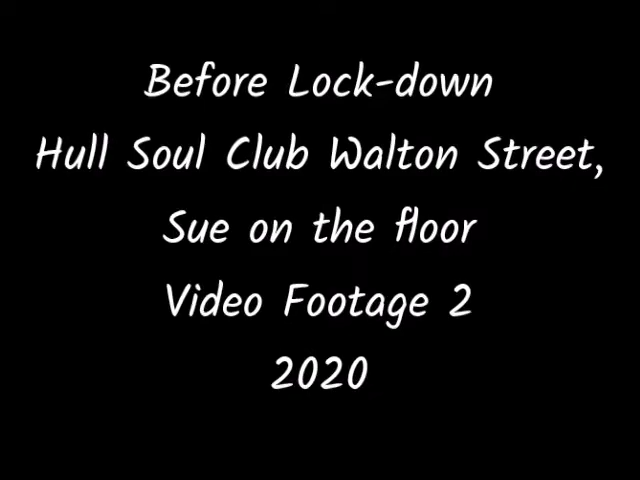 Before Lock-down
Hull Soul Club Walton Street,
Sue on the floor
Video Footage 2
2020